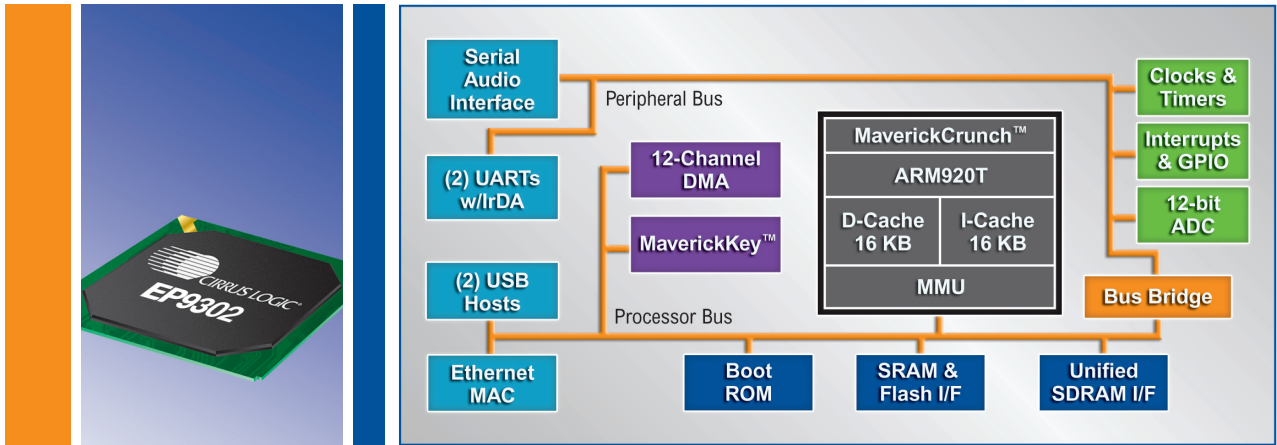 CIRRUS LOGIC®
EP9302
Serial
Audio
Interface
Peripheral Bus
(2) UARTs
w/IrDA
12-Channel
DMA
MaverickKey™
(2) USB
Hosts
Processor Bus
Ethernet
MAC
MaverickCrunch™
ARM920T
D-Cache
16 KB
I-Cache
16 KB
MMU
Clocks &
Timers
Interrupts
& GPIO
12-bit
ADC
Bus Bridge
Boot
ROM
SRAM &
Flash I/F
Unified
SDRAM I/F